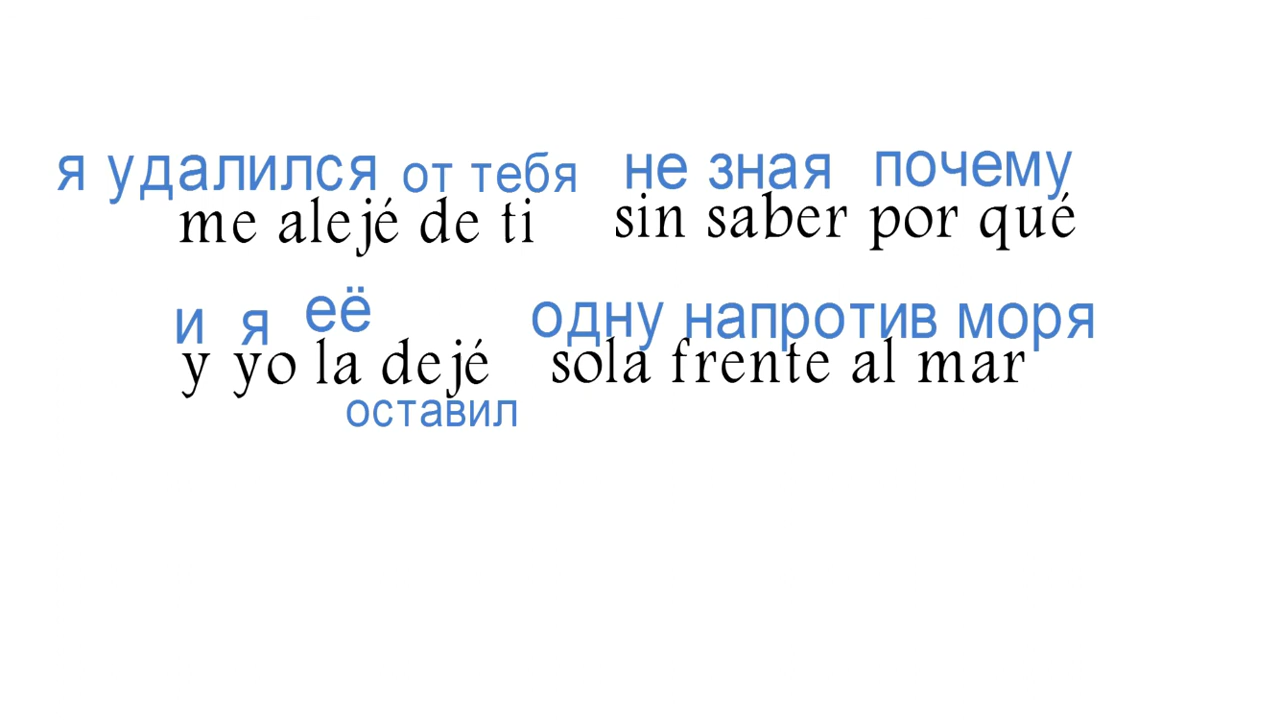 я удалился от тебя не зная почему
me alejé de ti sin saber por qué
и я её одну напротив моря
y yo la dejé sola frente al mar
оставил